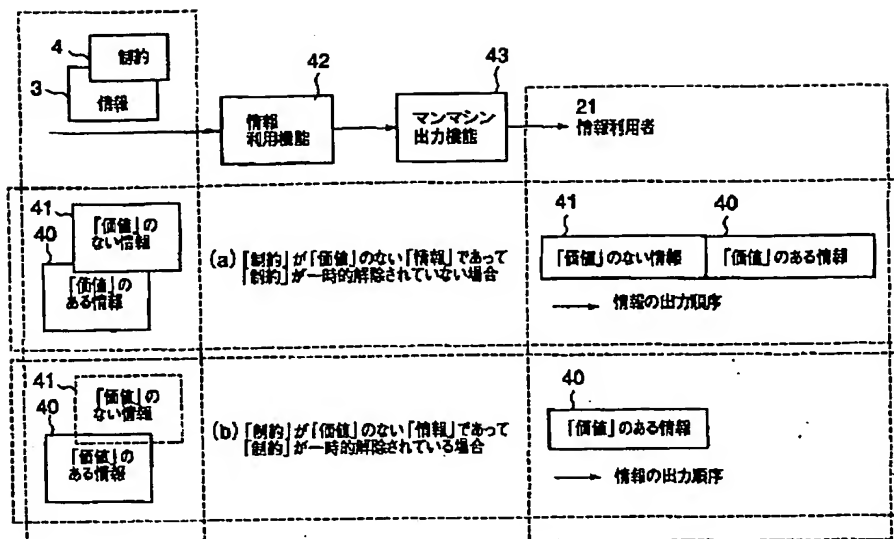 4
制約
3
情報
42
情報
利用機能
43
マンマシン
出力機能
21
情報利用者
41
「価値」の
ない情報
40
「価値」の
ある情報
(a)「制約」が「価値」のない「情報」であって
「制約」が一時的解除されていない場合
41
40
「価値」のない情報
「価値」のある情報
情報の出力順序
41
「価値」の
ない情報
40
「価値」の
ある情報
(b)「制約」が「価値」のない「情報」であって
「制約」が一時的解除されている場合
40
「価値」のある情報
情報の出力順序